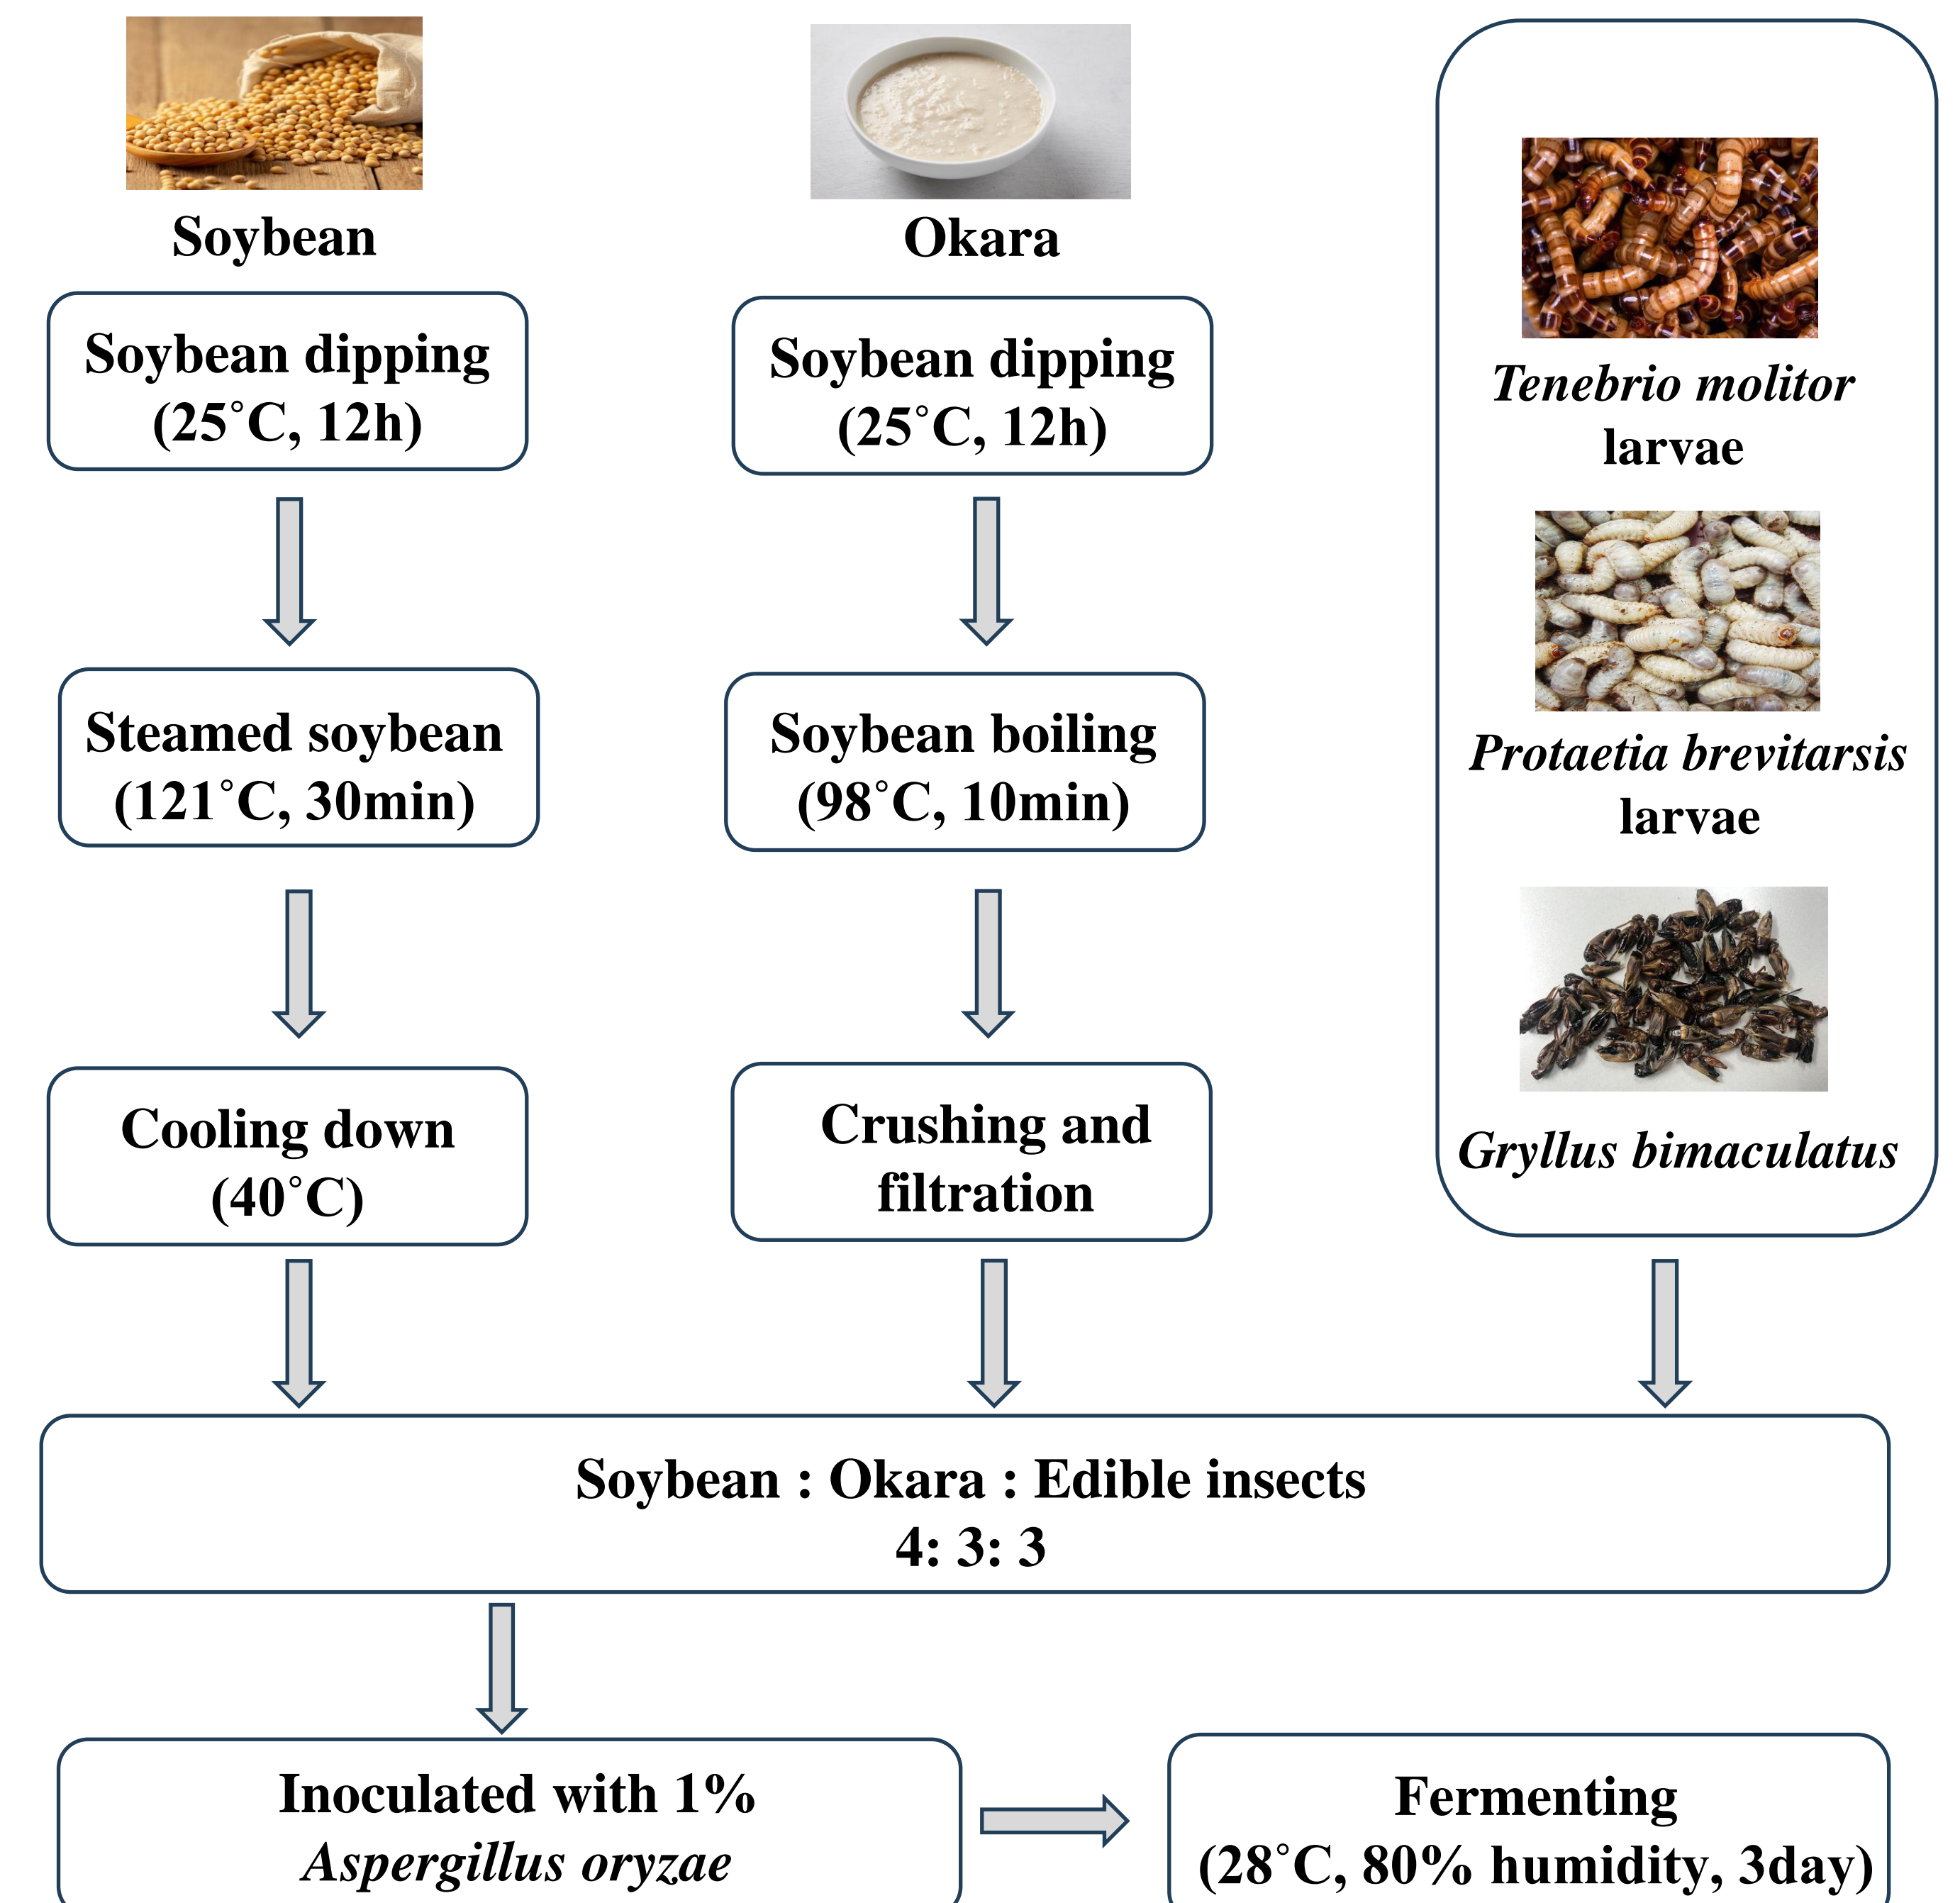 Soybean
Soybean dipping
(25°C, 12h)
Steamed soybean
(121°C, 30min)
Cooling down
(40°C)
Okara
Soybean dipping
(25°C, 12h)
Soybean boiling
(98°C, 10min)
Crushing and
filtration
Tenebrio molitor
larvae
Protaetia brevitarsis
larvae
Gryllus bimaculatus
Soybean : Okara : Edible insects
4: 3: 3
Inoculated with 1%
Aspergillus oryzae
Fermenting
(28°C, 80% humidity, 3day)